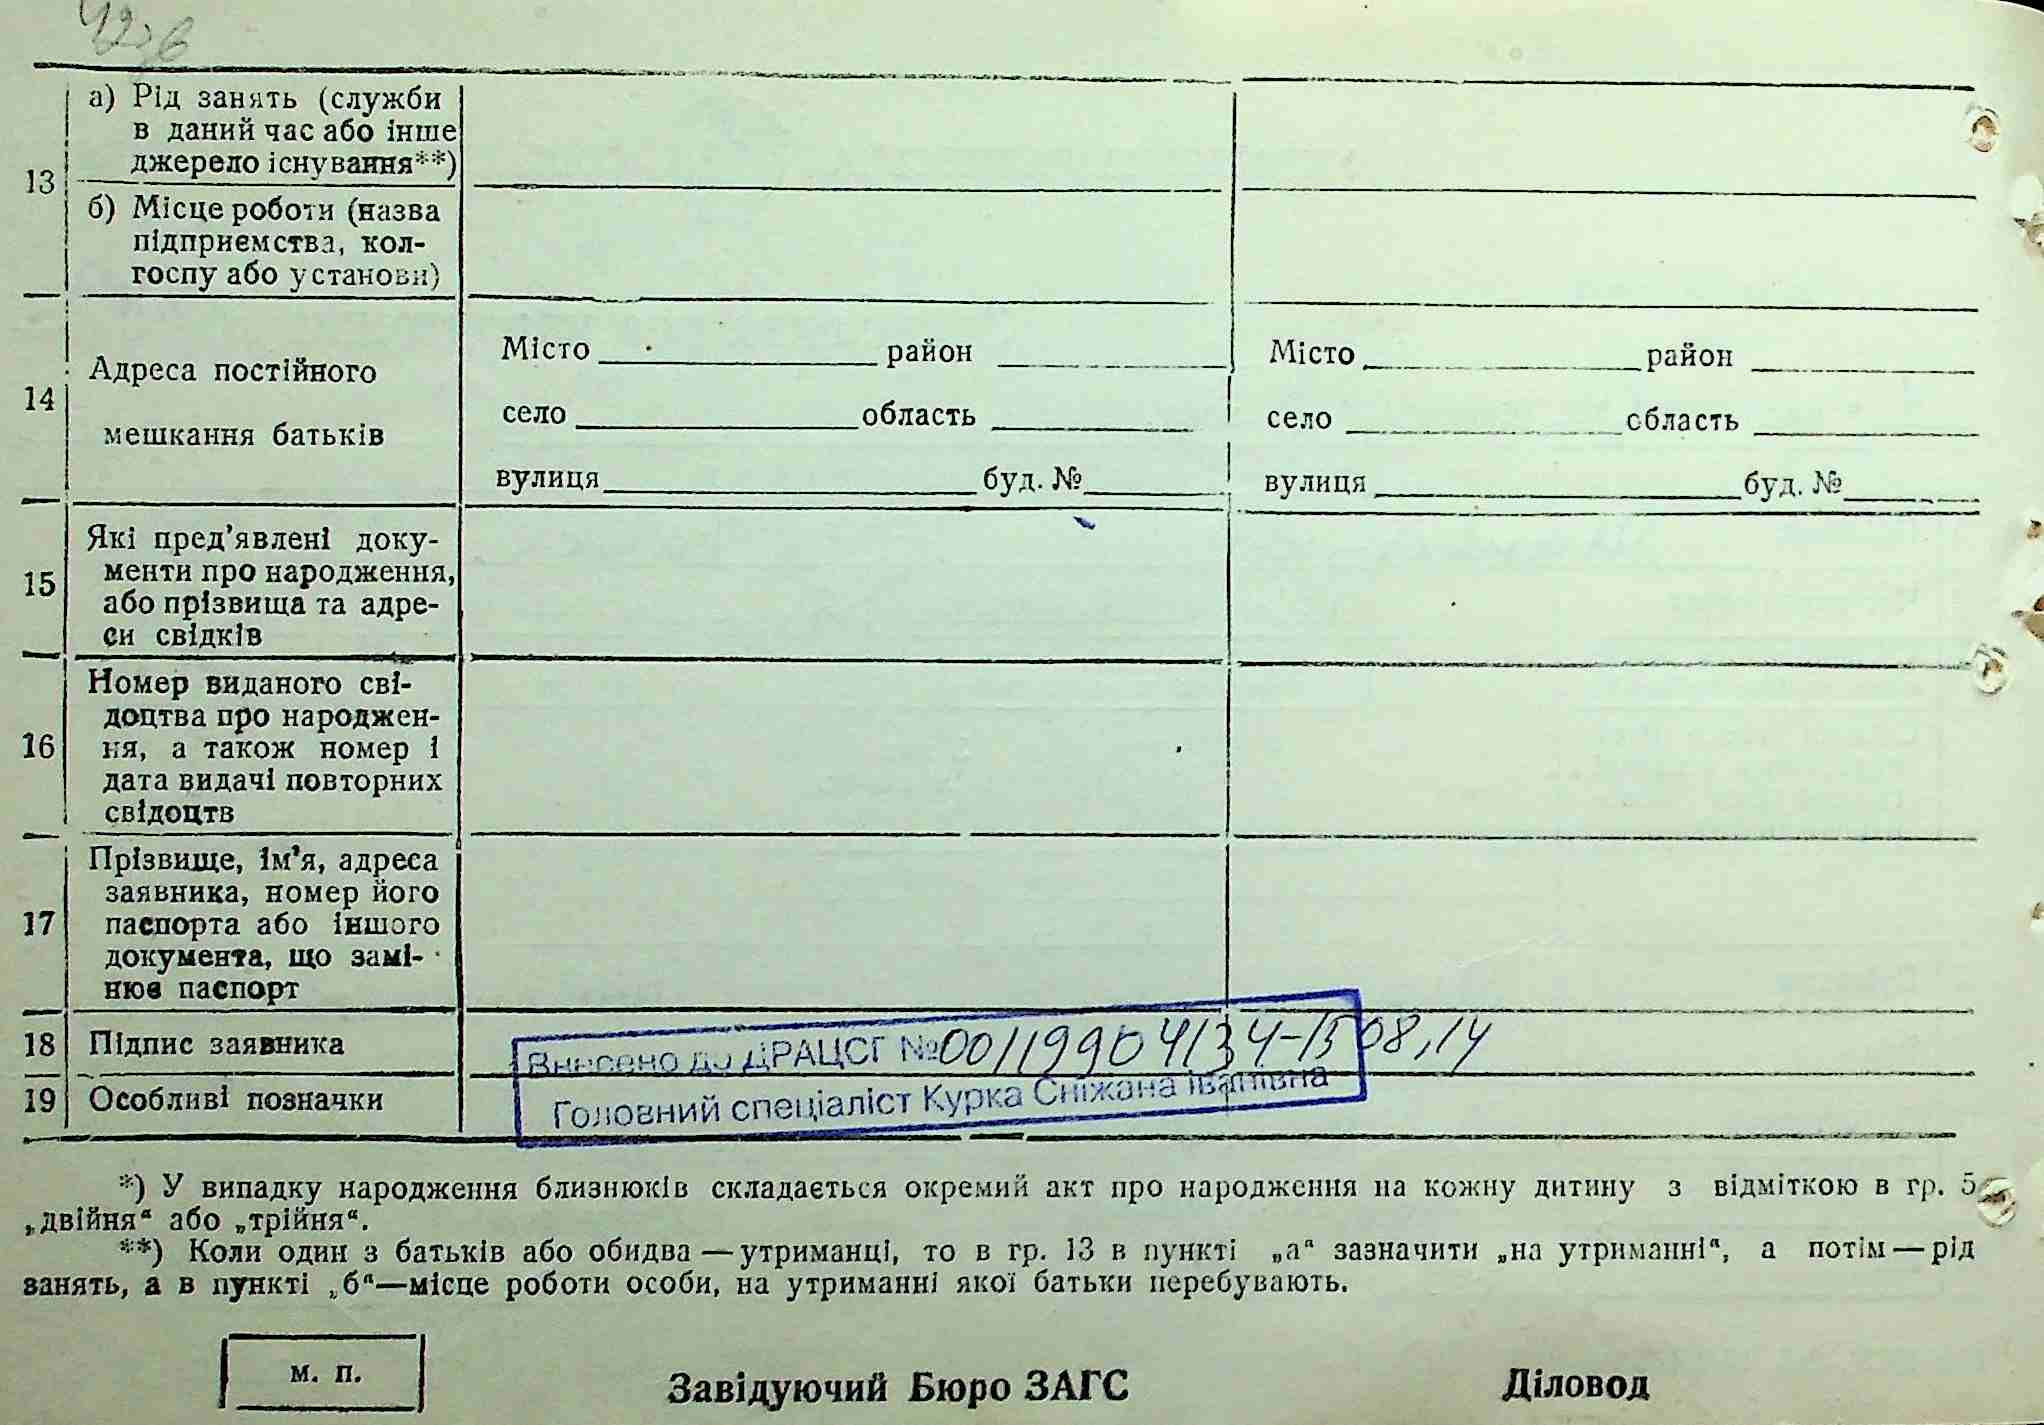 13
а) Рід занять (служби
в даний час або інше
джерело існування**)
б) Місце роботи (назва
підприємства, кол-
госпу або установи)
14
Адреса постійного
мешкання батьків
Місто район
село область
вулиця буд. №
Місто район
село область
вулиця буд. №
15
Які пред’явлені доку-
менти про народження,
або прізвища та адре-
си свідків
16
Номер виданого сві-
доцтва про народжен-
ня, а також номер і
дата видачі повторних
свідоцтв
17
Прізвище, ім’я, адреса
заявника, номер його
паспорта або іншого
документа, що замі-
нює паспорт
18 Підпис заявника
Внесено до ДРАЦСГ №00119904134-1508,14
19 Особливі позначки
Головний спеціаліст Курка Сніжана Іванівна
*) У випадку народження близнюків складається окремий акт про народження на кожну дитину з відміткою в гр. 5
„двійня“ або „трійня“.
**) Коли один з батьків або обидва — утриманці, то в гр. 13 в пункті „а“ зазначити „на утриманні“, а потім — рід
занять, а в пункті „б“—місце роботи особи, на утриманні якої батьки перебувають.
м. п.
Завідуючий Бюро ЗАГС
Діловод